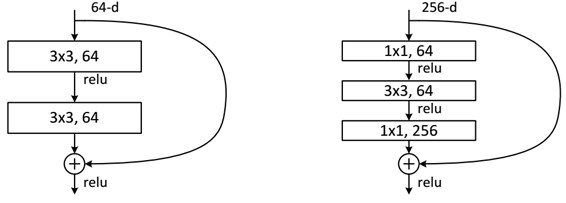 64-d
3x3, 64
relu
3x3, 64
+
relu
256-d
1x1, 64
relu
3x3, 64
relu
1x1, 256
+
relu